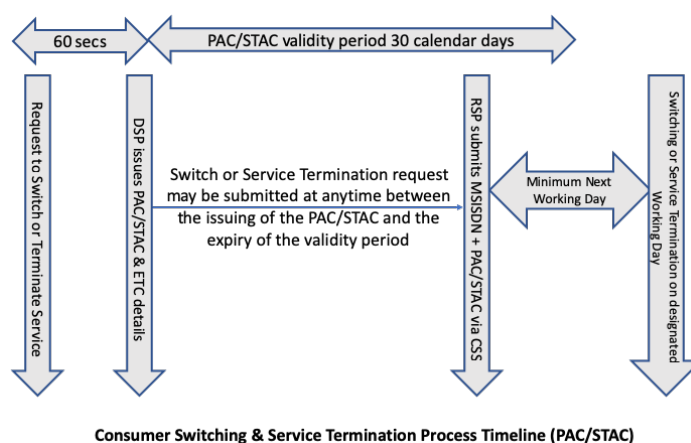 60 secs
PAC/STAC validity period 30 calendar days
Request to Switch or Terminate Service
DSP issues PAC/STAC & ETC details
Switch or Service Termination request
may be submitted at anytime between
the issuing of the PAC/STAC and the
expiry of the validity period
RSP submits MSISDN + PAC/STAC via CSS
Minimum Next
Working Day
Switching or Service Termination on designated
Working Day
Consumer Switching & Service Termination Process Timeline (PAC/STAC)